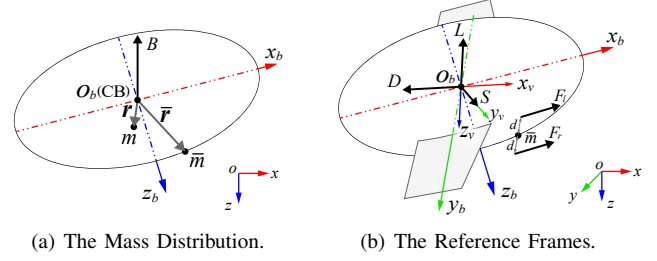 B
x_b
O_b(CB)
r
r̄
m
m̄
z_b
o
x
z
(a) The Mass Distribution.
L
x_b
O_b
D
x_v
S
y_v
z_v
F_l
d
m̄
d
F_r
z_b
y_b
o
x
y
z
(b) The Reference Frames.